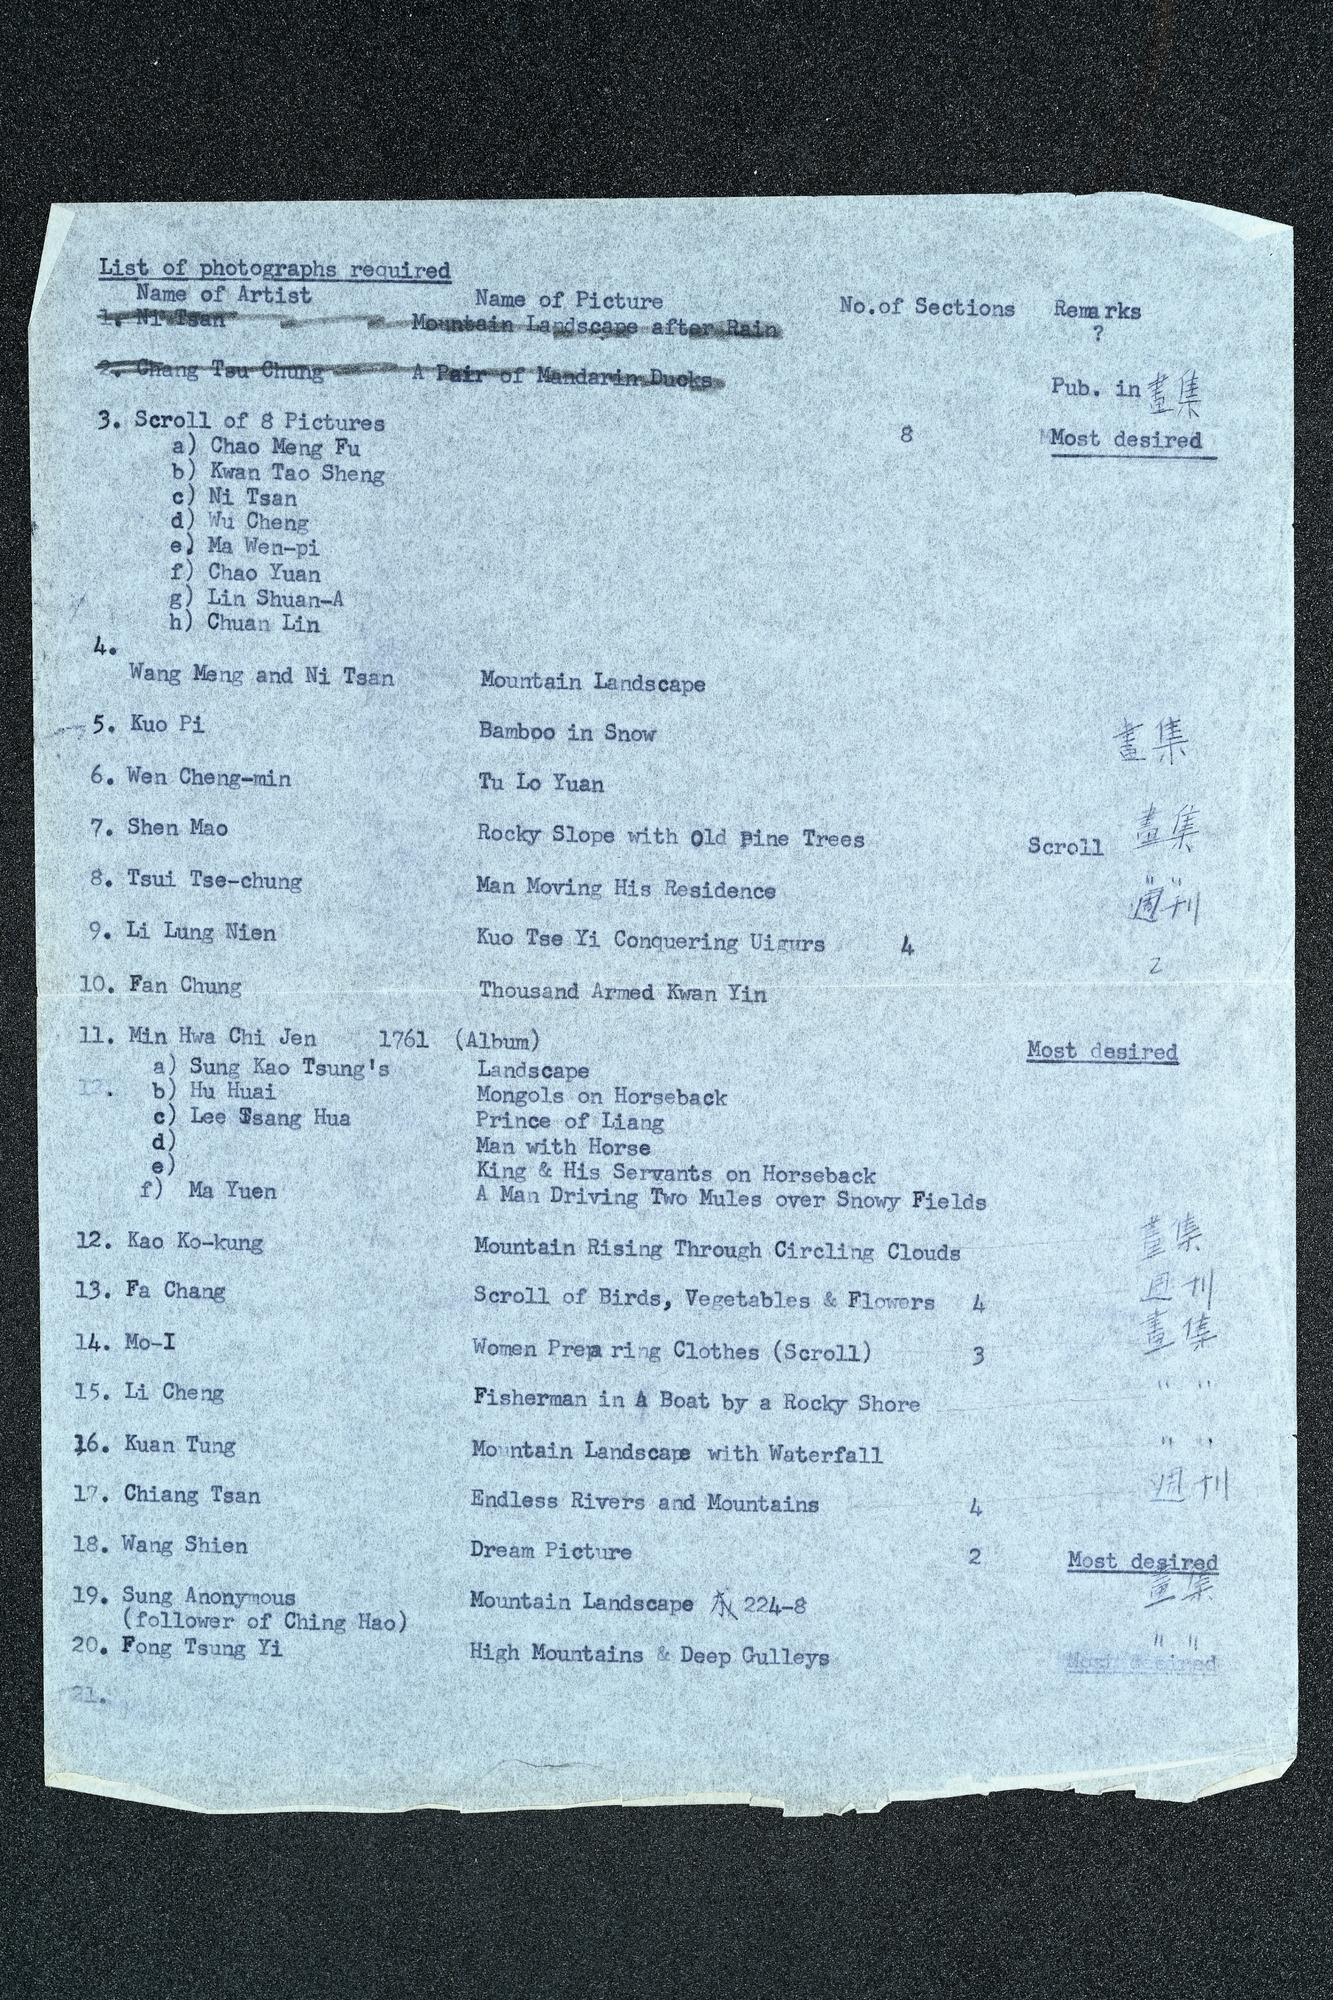 List of photographs required
Name of Artist Name of Picture No.of Sections Remarks
1. Ni Tsan Mountain Landscape after Rain ?
2. Chang Tsu Chung A Pair of Mandarin Ducks Pub. in 畫集
3. Scroll of 8 Pictures 8 Most desired
a) Chao Meng Fu
b) Kwan Tao Sheng
c) Ni Tsan
d) Wu Cheng
e) Ma Wen-pi
f) Chao Yuan
g) Lin Shuan-A
h) Chuan Lin
4.
Wang Meng and Ni Tsan Mountain Landscape
5. Kuo Pi Bamboo in Snow 畫集
6. Wen Cheng-min Tu Lo Yuan
7. Shen Mao Rocky Slope with Old Pine Trees Scroll 畫集
" "
8. Tsui Tse-chung Man Moving His Residence 週刊
9. Li Lung Nien Kuo Tse Yi Conquering Uigurs 4
2
10. Fan Chung Thousand Armed Kwan Yin
11. Min Hwa Chi Jen 1761 (Album) Most desired
a) Sung Kao Tsung's Landscape
12. b) Hu Huai Mongols on Horseback
c) Lee Tsang Hua Prince of Liang
d) Man with Horse
e) King & His Servants on Horseback
f) Ma Yuen A Man Driving Two Mules over Snowy Fields
12. Kao Ko-kung Mountain Rising Through Circling Clouds 畫集
13. Fa Chang Scroll of Birds, Vegetables & Flowers 4 週刊
14. Mo-I Women Preparing Clothes (Scroll) 3 畫集
15. Li Cheng Fisherman in A Boat by a Rocky Shore " "
16. Kuan Tung Mountain Landscape with Waterfall " "
17. Chiang Tsan Endless Rivers and Mountains 4 週刊
18. Wang Shien Dream Picture 2 Most desired
19. Sung Anonymous Mountain Landscape 224-8 畫集
(follower of Ching Hao)
20. Fong Tsung Yi High Mountains & Deep Gulleys " "
Most desired
21.